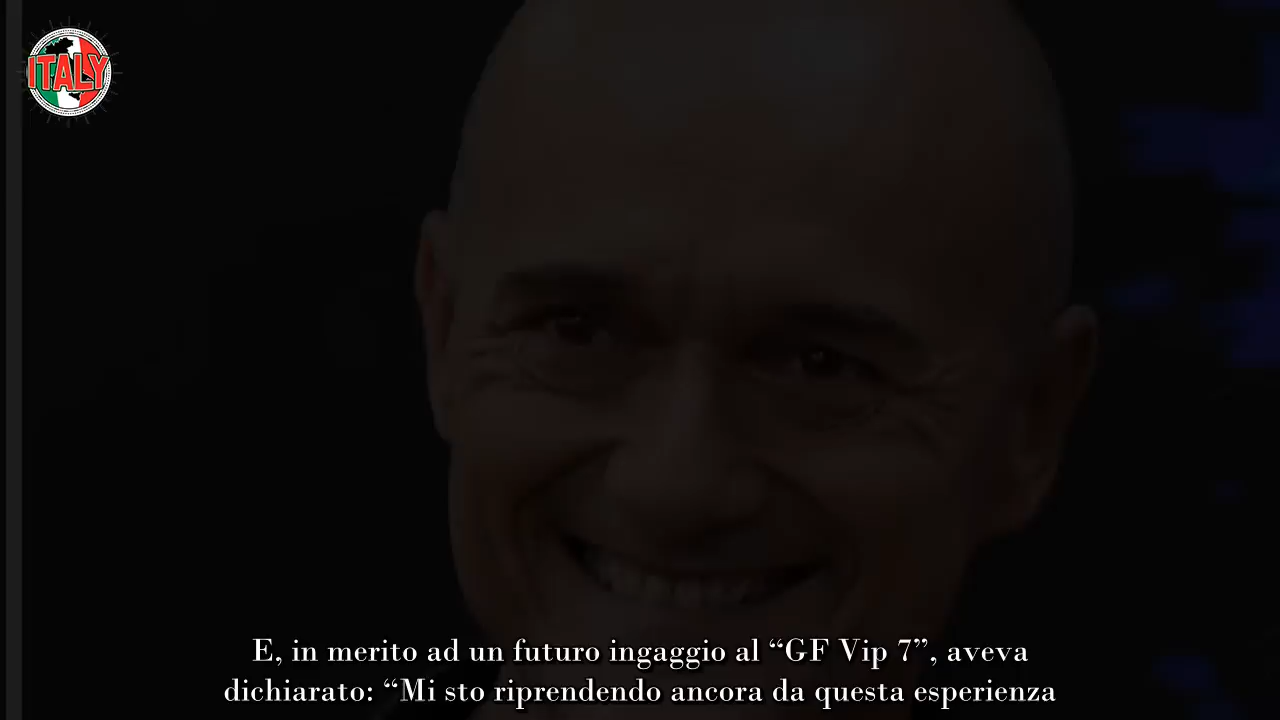 ITALY
E, in merito ad un futuro ingaggio al “GF Vip 7”, aveva
dichiarato: “Mi sto riprendendo ancora da questa esperienza